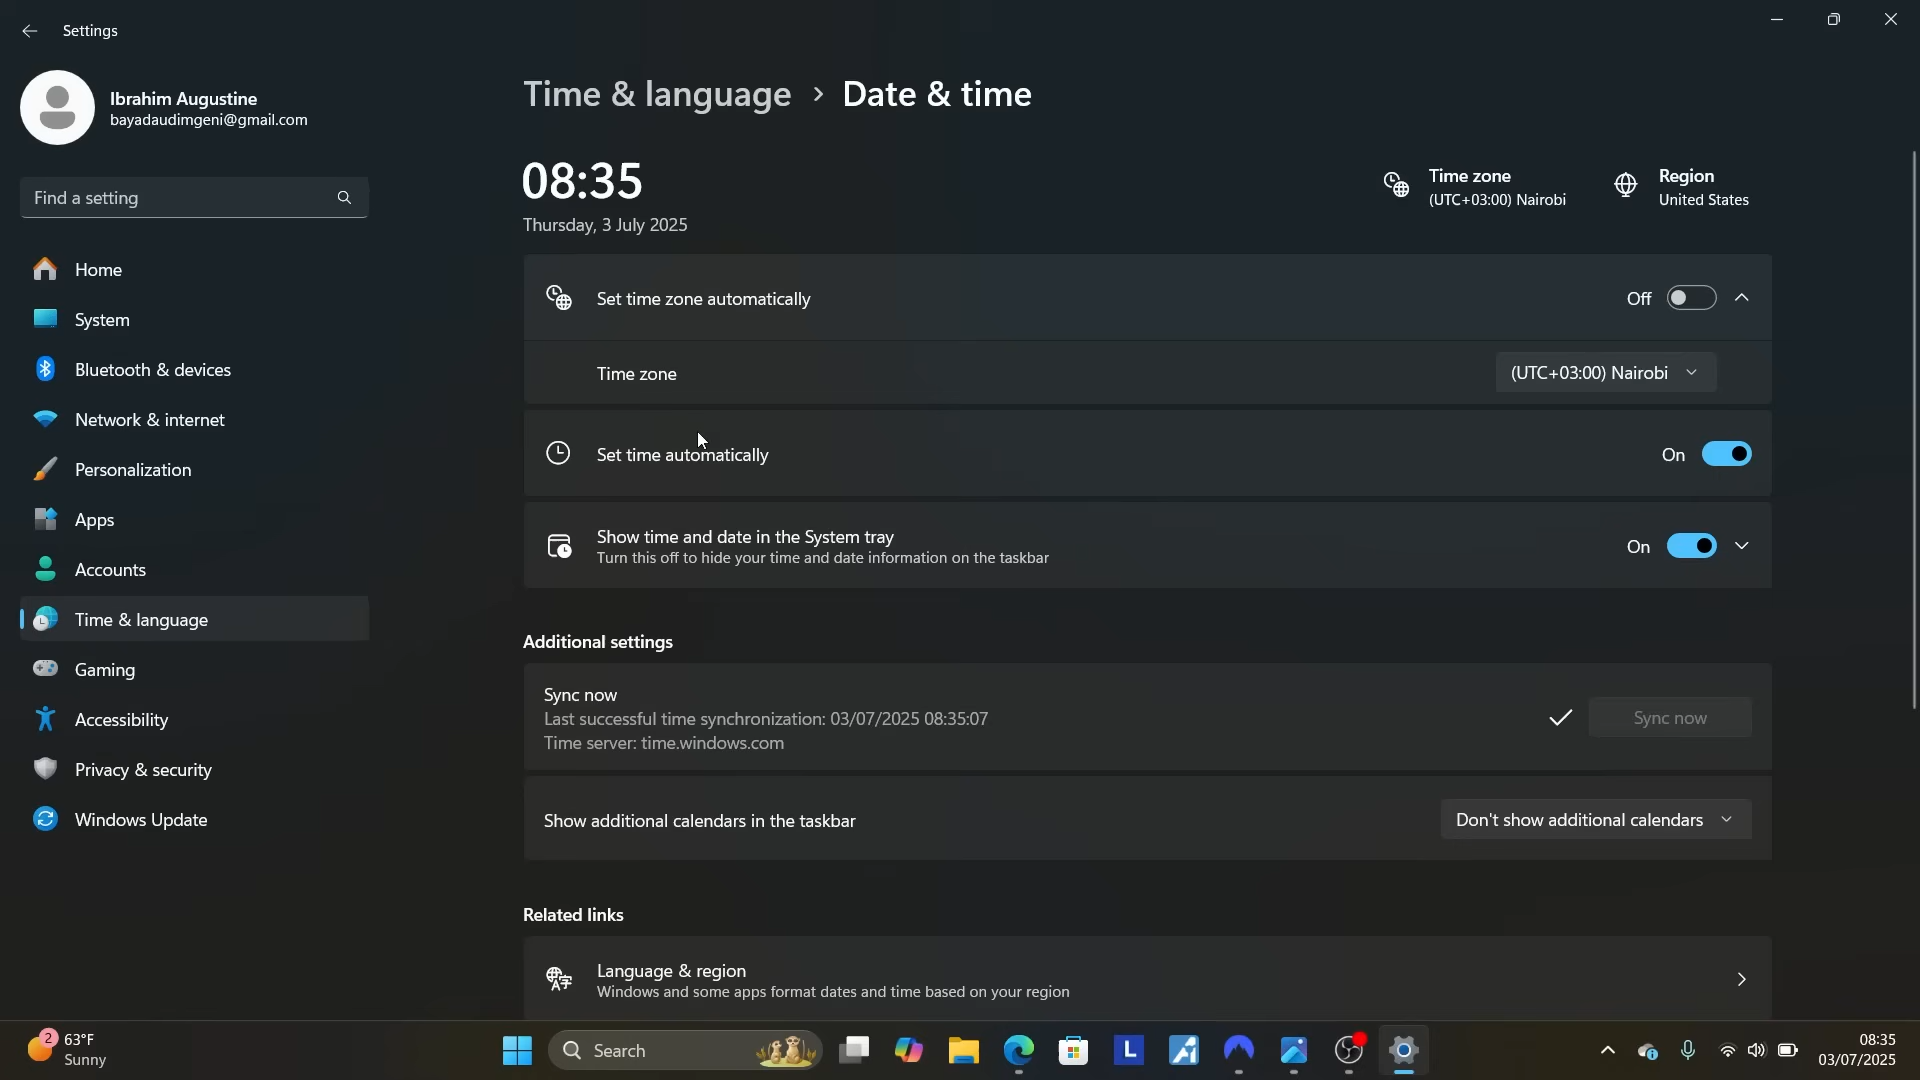 Settings
Ibrahim Augustine
bayadaudimgeni@gmail.com
Find a setting
Home
System
Bluetooth & devices
Network & internet
Personalization
Apps
Accounts
Time & language
Gaming
Accessibility
Privacy & security
Windows Update
Time & language › Date & time
08:35
Thursday, 3 July 2025
Time zone
(UTC+03:00) Nairobi
Region
United States
Set time zone automatically
Off
Time zone
(UTC+03:00) Nairobi
Set time automatically
On
Show time and date in the System tray
Turn this off to hide your time and date information on the taskbar
On
Additional settings
Sync now
Last successful time synchronization: 03/07/2025 08:35:07
Time server: time.windows.com
Sync now
Show additional calendars in the taskbar
Don't show additional calendars
Related links
Language & region
Windows and some apps format dates and time based on your region
2
63°F
Sunny
Search
L
08:35
03/07/2025